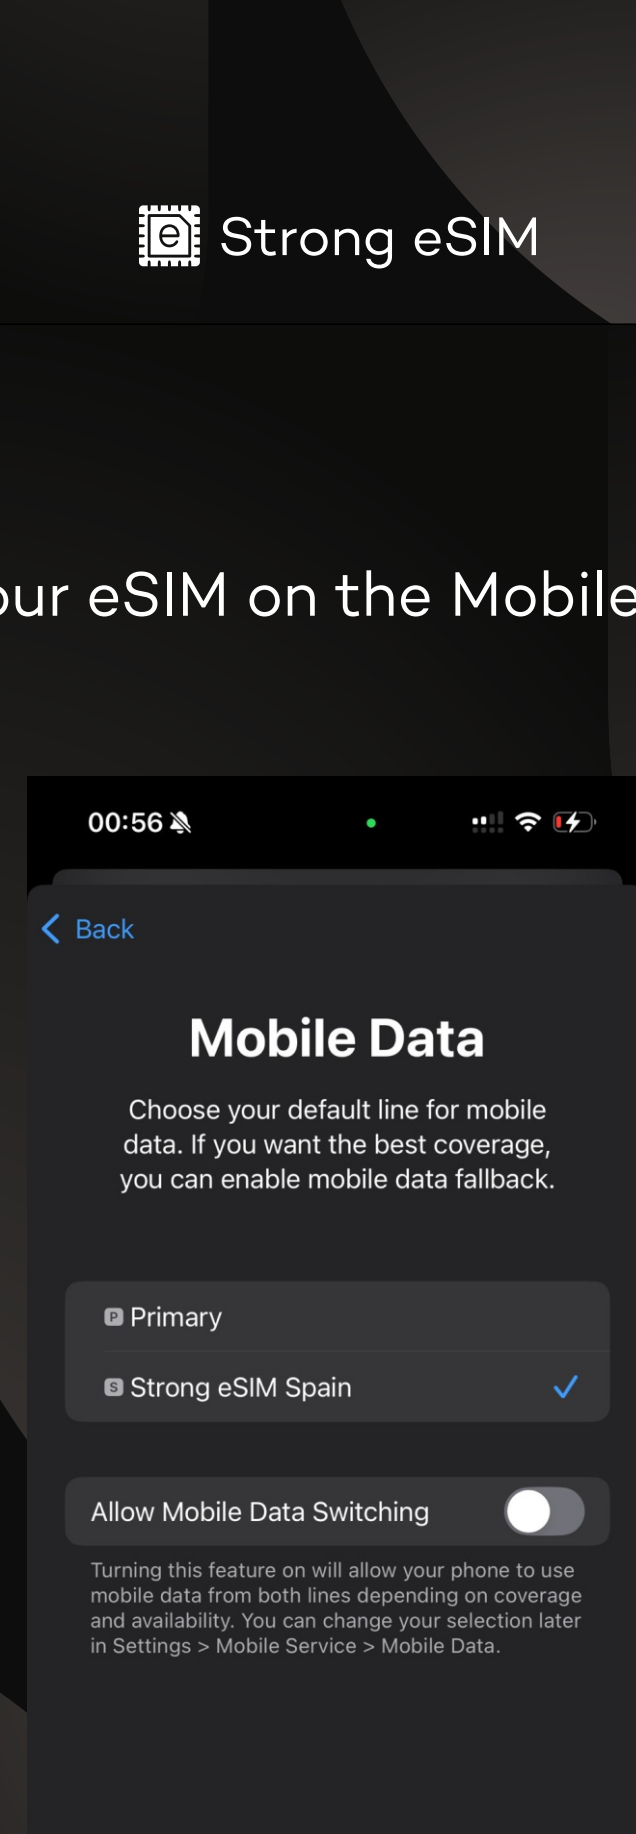 e Strong eSIM
our eSIM on the Mobile
00:56
Back
Mobile Data
Choose your default line for mobile
data. If you want the best coverage,
you can enable mobile data fallback.
P Primary
S Strong eSIM Spain
Allow Mobile Data Switching
Turning this feature on will allow your phone to use
mobile data from both lines depending on coverage
and availability. You can change your selection later
in Settings > Mobile Service > Mobile Data.